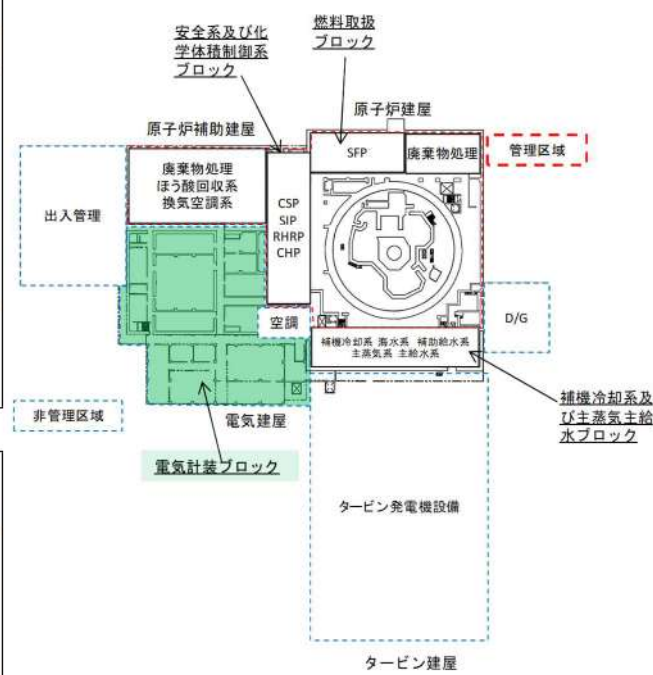 安全系及び化
学体積制御系
ブロック
燃料取扱
ブロック
原子炉補助建屋
原子炉建屋
SFP
廃棄物処理
管理区域
出入管理
廃棄物処理
ほう酸回収系
換気空調系
CSP
SIP
RHRP
CHP
空調
D/G
補機冷却系 海水系 補助給水系
主蒸気系 主給水系
補機冷却系及
び主蒸気主給
水ブロック
非管理区域
電気建屋
電気計装ブロック
タービン発電機設備
タービン建屋